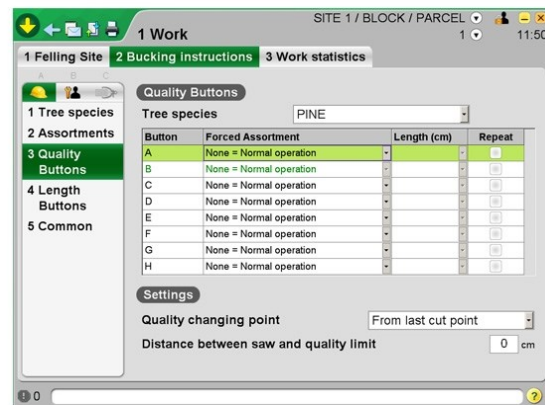 SITE 1 / BLOCK / PARCEL
1 Work
1
11:50
1 Felling Site
2 Bucking instructions
3 Work statistics
A B C
1 Tree species
2 Assortments
3 Quality
Buttons
4 Length
Buttons
5 Common
Quality Buttons
Tree species PINE
Button Forced Assortment Length (cm) Repeat
A None = Normal operation
B None = Normal operation
C None = Normal operation
D None = Normal operation
E None = Normal operation
F None = Normal operation
G None = Normal operation
H None = Normal operation
Settings
Quality changing point From last cut point
Distance between saw and quality limit 0 cm
0
?